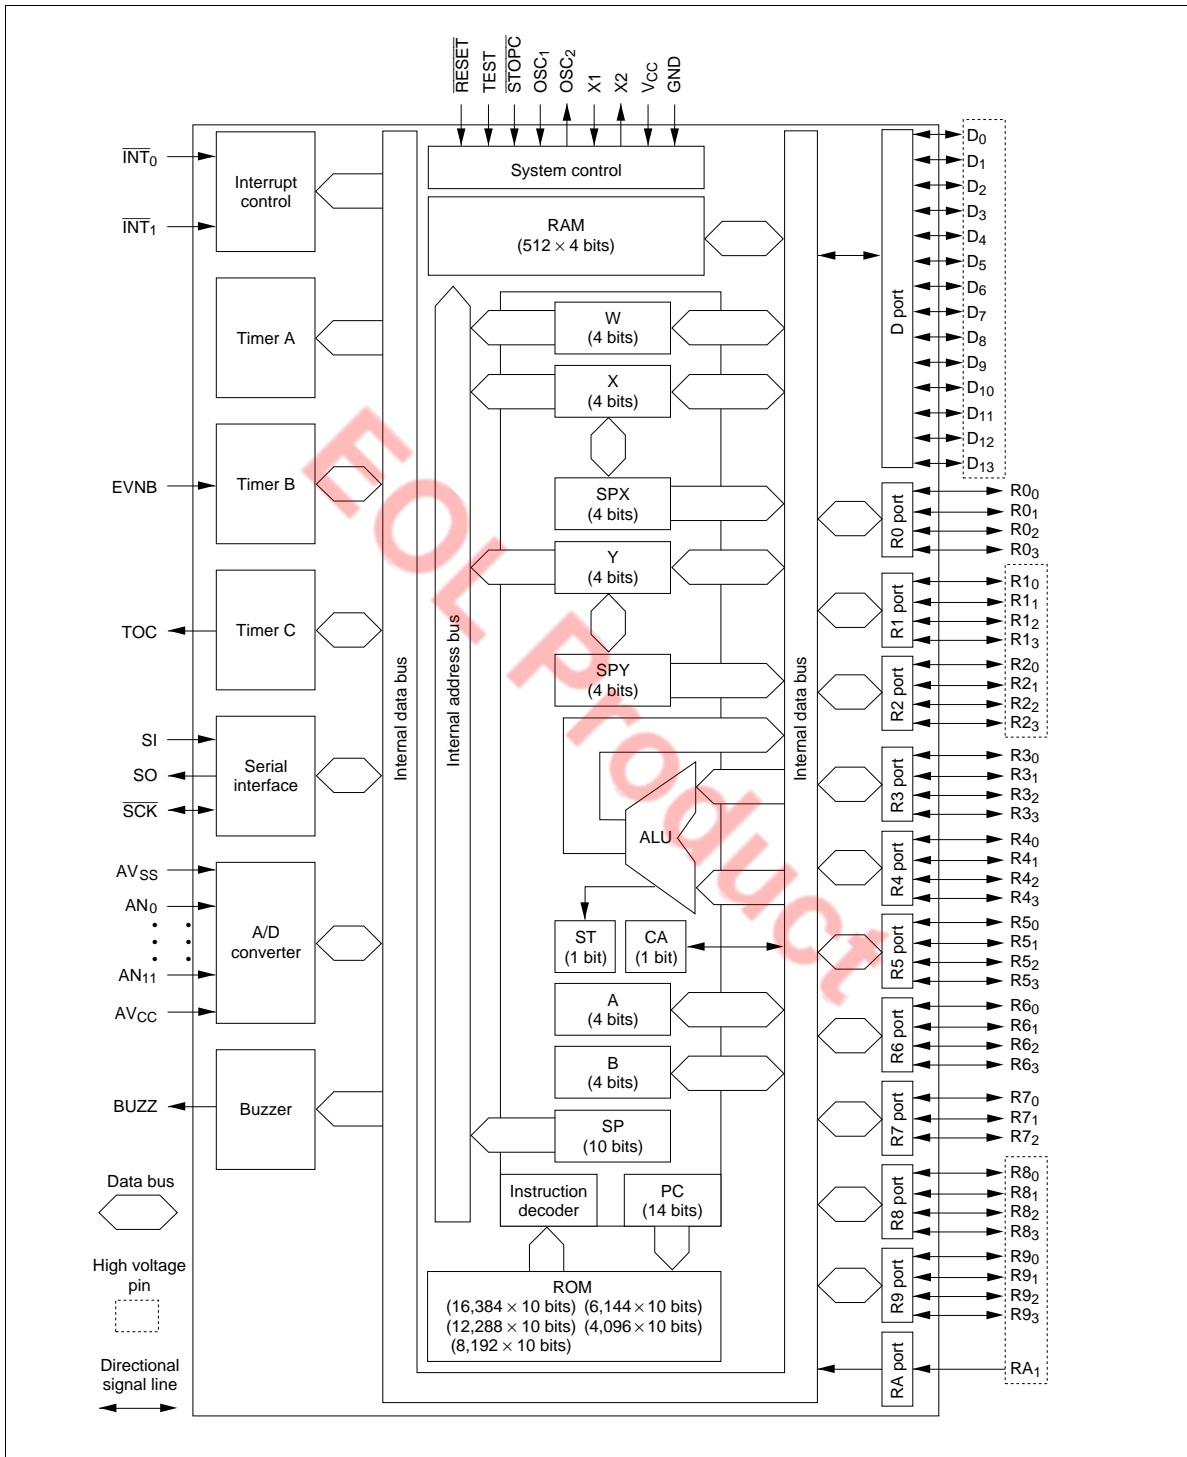 RESET
TEST
STOPC
OSC1
OSC2
X1
X2
VCC
GND
INT0
INT1
Interrupt
control
System control
RAM
(512 × 4 bits)
D port
D0
D1
D2
D3
D4
D5
D6
D7
D8
D9
D10
D11
D12
D13
Timer A
W
(4 bits)
X
(4 bits)
EVNB
Timer B
SPX
(4 bits)
R0 port
R00
R01
R02
R03
Y
(4 bits)
R1 port
R10
R11
R12
R13
TOC
Timer C
SPY
(4 bits)
R2 port
R20
R21
R22
R23
Internal data bus
Internal address bus
Internal data bus
SI
SO
SCK
Serial
interface
ALU
R3 port
R30
R31
R32
R33
R4 port
R40
R41
R42
R43
AVSS
AN0
AN11
AVCC
A/D
converter
ST
(1 bit)
CA
(1 bit)
R5 port
R50
R51
R52
R53
A
(4 bits)
R6 port
R60
R61
R62
R63
B
(4 bits)
BUZZ
Buzzer
SP
(10 bits)
R7 port
R70
R71
R72
Instruction
decoder
PC
(14 bits)
R8 port
R80
R81
R82
R83
ROM
(16,384 × 10 bits) (6,144 × 10 bits)
(12,288 × 10 bits) (4,096 × 10 bits)
(8,192 × 10 bits)
R9 port
R90
R91
R92
R93
RA port
RA1
Data bus
High voltage
pin
Directional
signal line
EOL Product